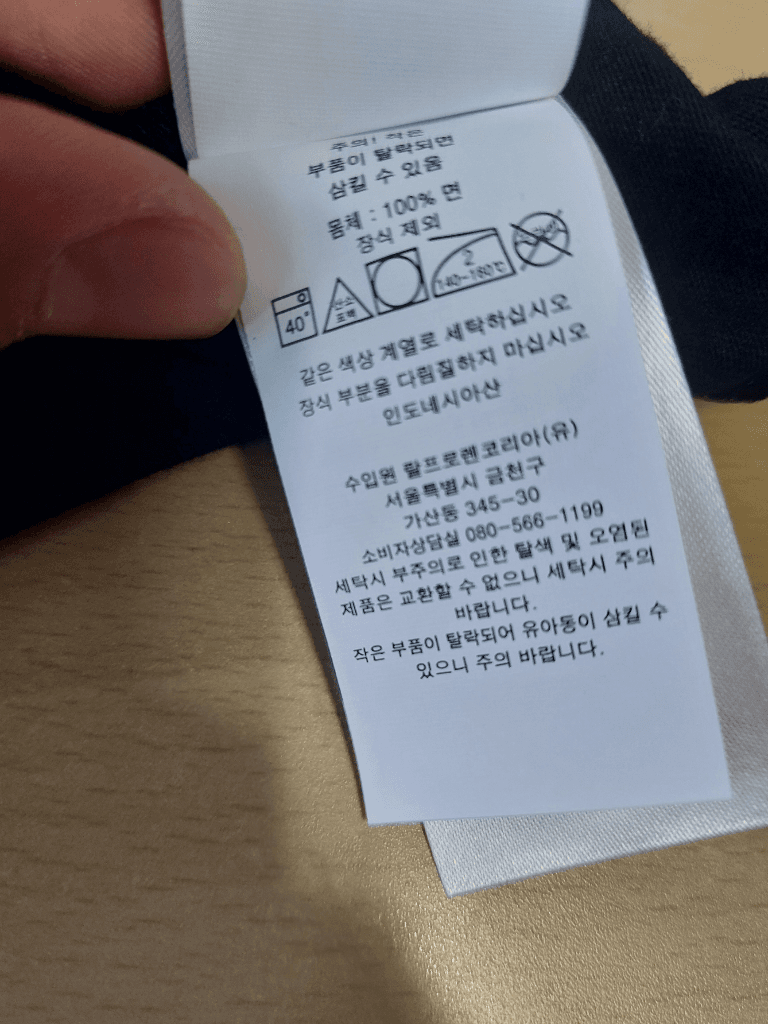 주의! 작은
부품이 탈락되면
삼킬 수 있음
몸체 : 100% 면
장식 제외
40°
산소
표백
2
140~160℃
드라이
같은 색상 계열로 세탁하십시오
장식 부분을 다림질하지 마십시오
인도네시아산
수입원 랄프로렌코리아(유)
서울특별시 금천구
가산동 345-30
소비자상담실 080-566-1199
세탁시 부주의로 인한 탈색 및 오염된
제품은 교환할 수 없으니 세탁시 주의
바랍니다.
작은 부품이 탈락되어 유아동이 삼킬 수
있으니 주의 바랍니다.